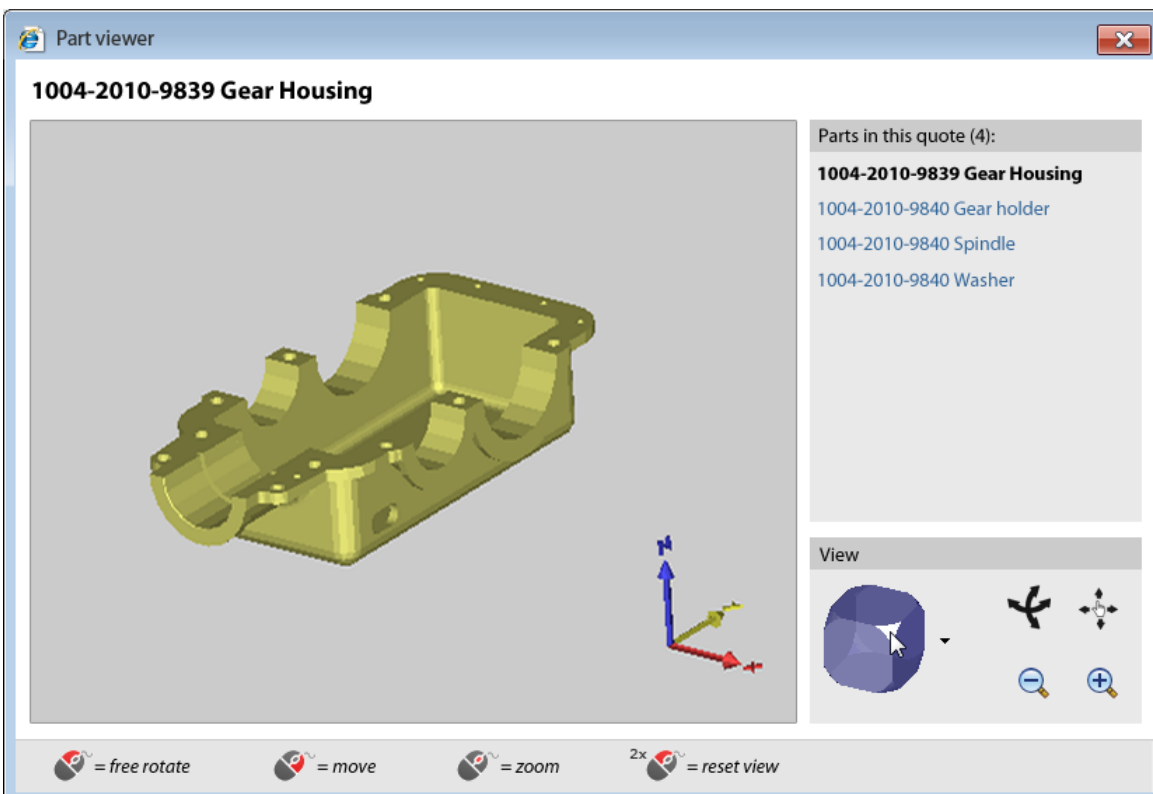 Part viewer
1004-2010-9839 Gear Housing
Parts in this quote (4):
1004-2010-9839 Gear Housing
1004-2010-9840 Gear holder
1004-2010-9840 Spindle
1004-2010-9840 Washer
View
= free rotate
= move
= zoom
2x = reset view